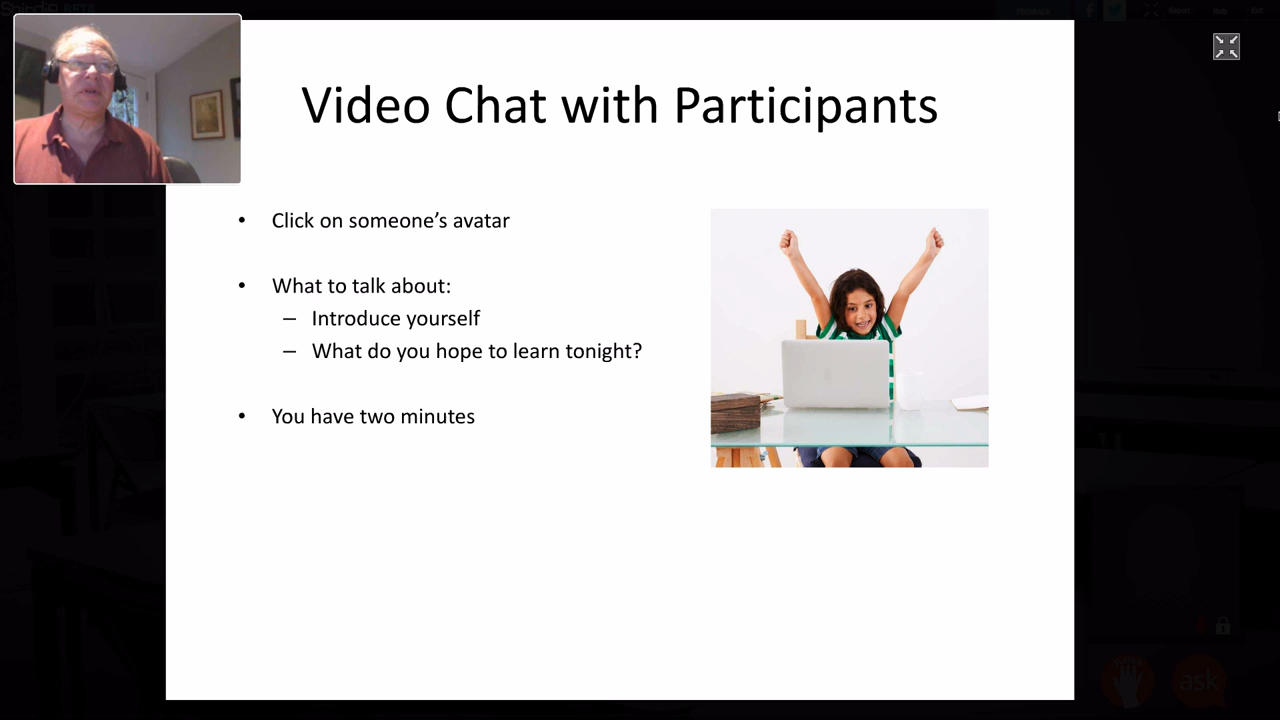 Video Chat with Participants
• Click on someone’s avatar
• What to talk about:
– Introduce yourself
– What do you hope to learn tonight?
• You have two minutes
ask